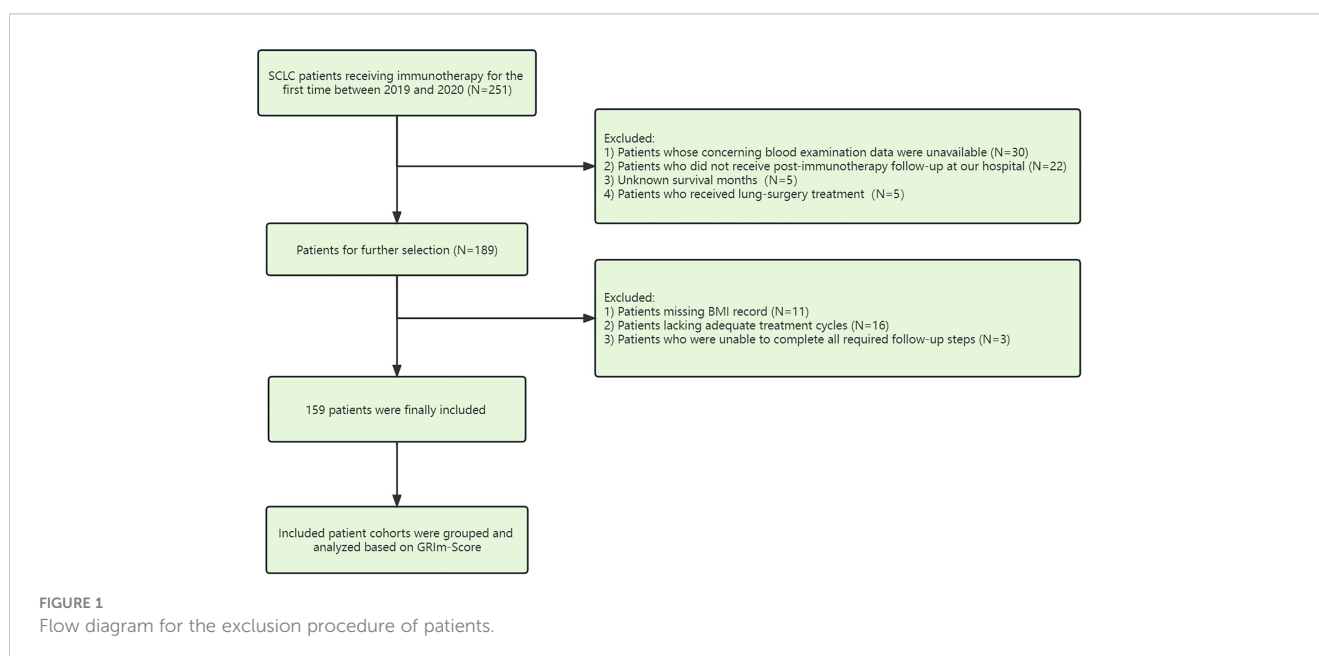 SCLC patients receiving immunotherapy for the
first time between 2019 and 2020 (N=251)
Excluded:
1) Patients whose concerning blood examination data were unavailable (N=30)
2) Patients who did not receive post-immunotherapy follow-up at our hospital (N=22)
3) Unknown survival months (N=5)
4) Patients who received lung-surgery treatment (N=5)
Patients for further selection (N=189)
Excluded:
1) Patients missing BMI record (N=11)
2) Patients lacking adequate treatment cycles (N=16)
3) Patients who were unable to complete all required follow-up steps (N=3)
159 patients were finally included
Included patient cohorts were grouped and
analyzed based on GRIm-Score
FIGURE 1
Flow diagram for the exclusion procedure of patients.